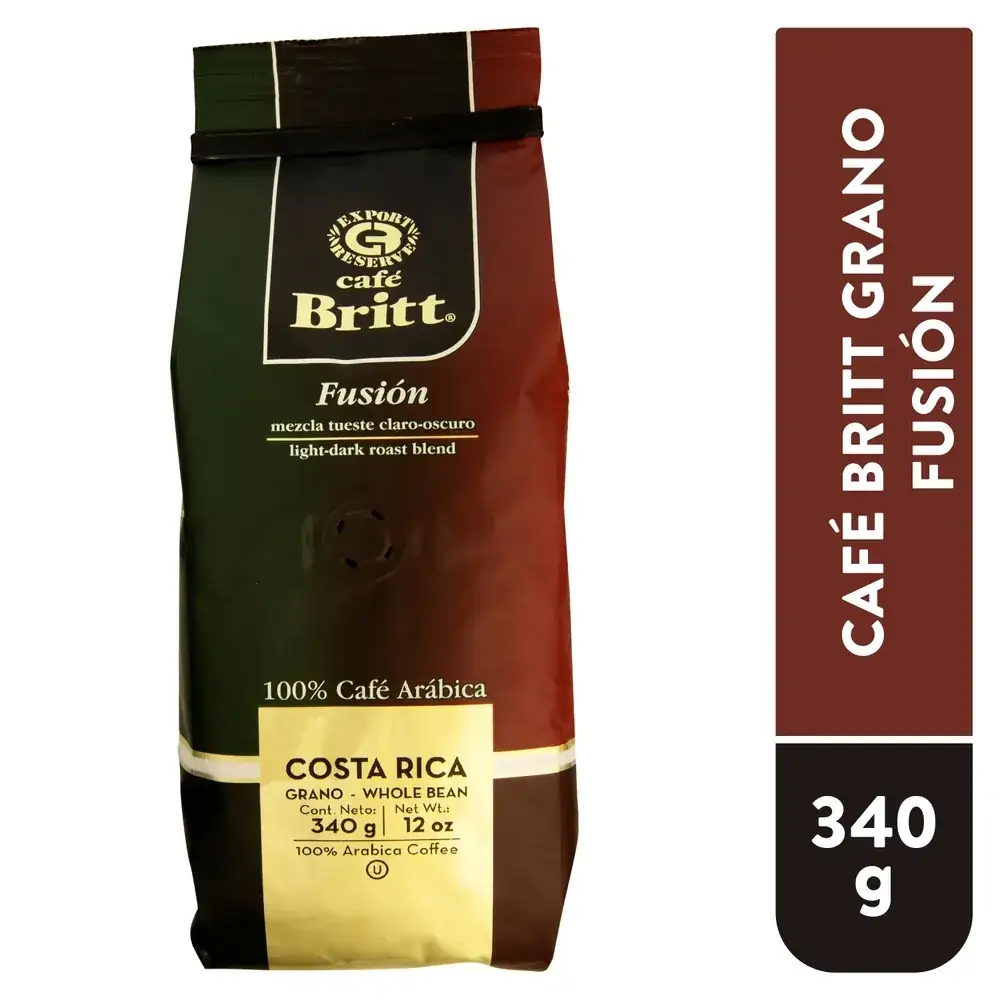 EXPORT
RESERVE
café
Britt®
Fusión
mezcla tueste claro-oscuro
light-dark roast blend
100% Café Arábica
COSTA RICA
GRANO - WHOLE BEAN
Cont. Neto: | Net Wt.:
340 g | 12 oz
100% Arabica Coffee
U
CAFÉ BRITT GRANO
FUSIÓN
340
g